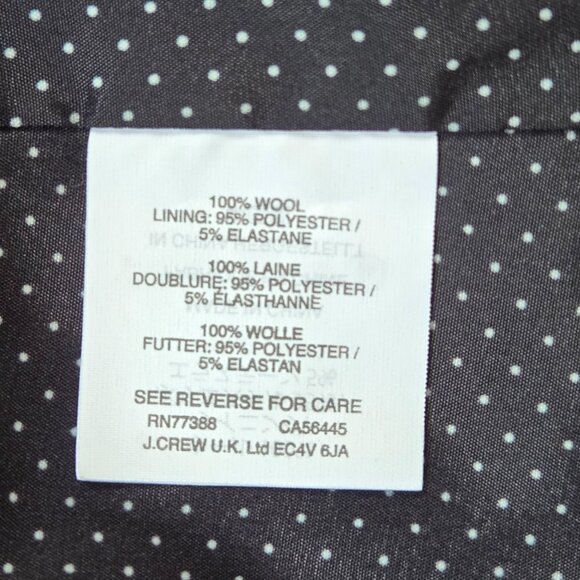 100% WOOL
LINING: 95% POLYESTER /
5% ELASTANE
100% LAINE
DOUBLURE: 95% POLYESTER /
5% ÉLASTHANNE
100% WOLLE
FUTTER: 95% POLYESTER /
5% ELASTAN
SEE REVERSE FOR CARE
RN77388 CA56445
J.CREW U.K. Ltd EC4V 6JA